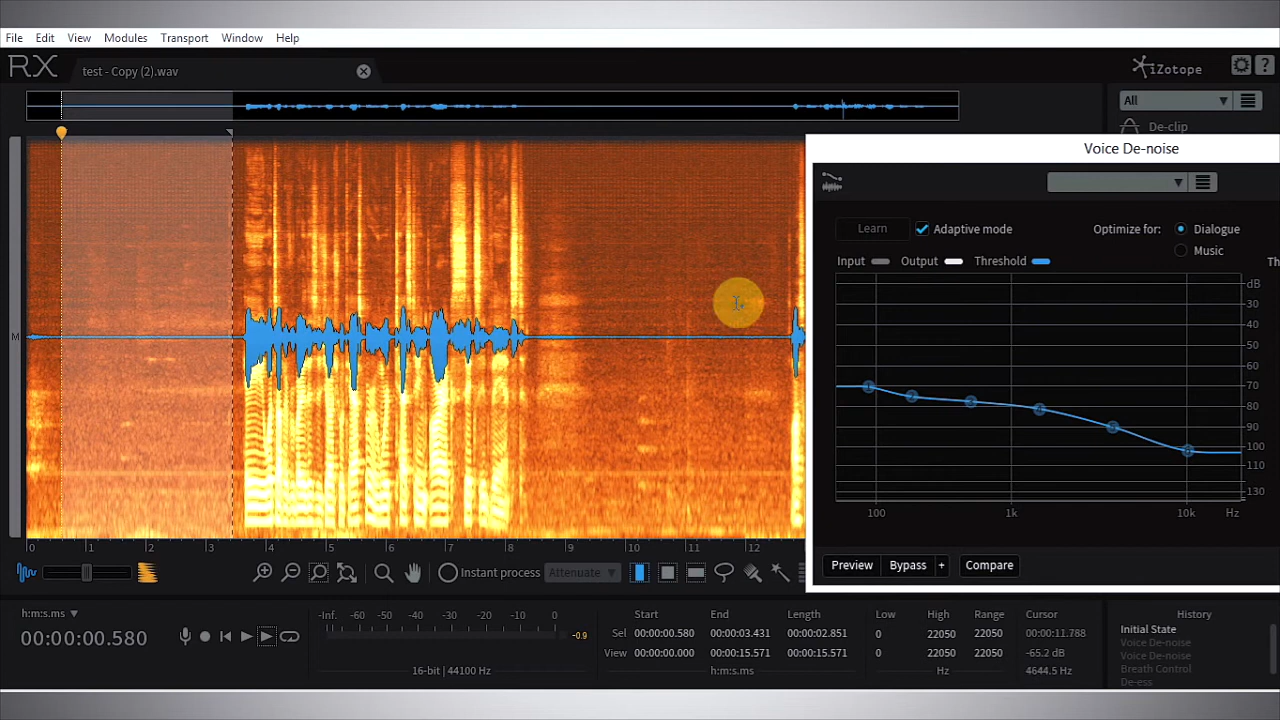 File Edit View Modules Transport Window Help
RX test - Copy (2).wav iZotope ?
All
De-clip
Voice De-noise
Learn Adaptive mode Optimize for: Dialogue
Music
Input Output Threshold Th
dB
30
40
50
60
70
80
90
100
110
130
1 2 3 4 5 6
M
100 1k 10k Hz
0 1 2 3 4 5 6 7 8 9 10 11 12
Preview Bypass + Compare
Instant process Attenuate
h:m:s.ms
00:00:00.580
-Inf. -60 -40 -30 -20 -10 0
-0.9
16-bit | 44100 Hz
Start End Length Low High Range Cursor
Sel 00:00:00.580 00:00:03.431 00:00:02.851 0 22050 22050 00:00:11.788
View 00:00:00.000 00:00:15.571 00:00:15.571 0 22050 22050 -65.2 dB
h:m:s.ms Hz 4644.5 Hz
History
Initial State
Voice De-noise
Voice De-noise
Breath Control
De-ess